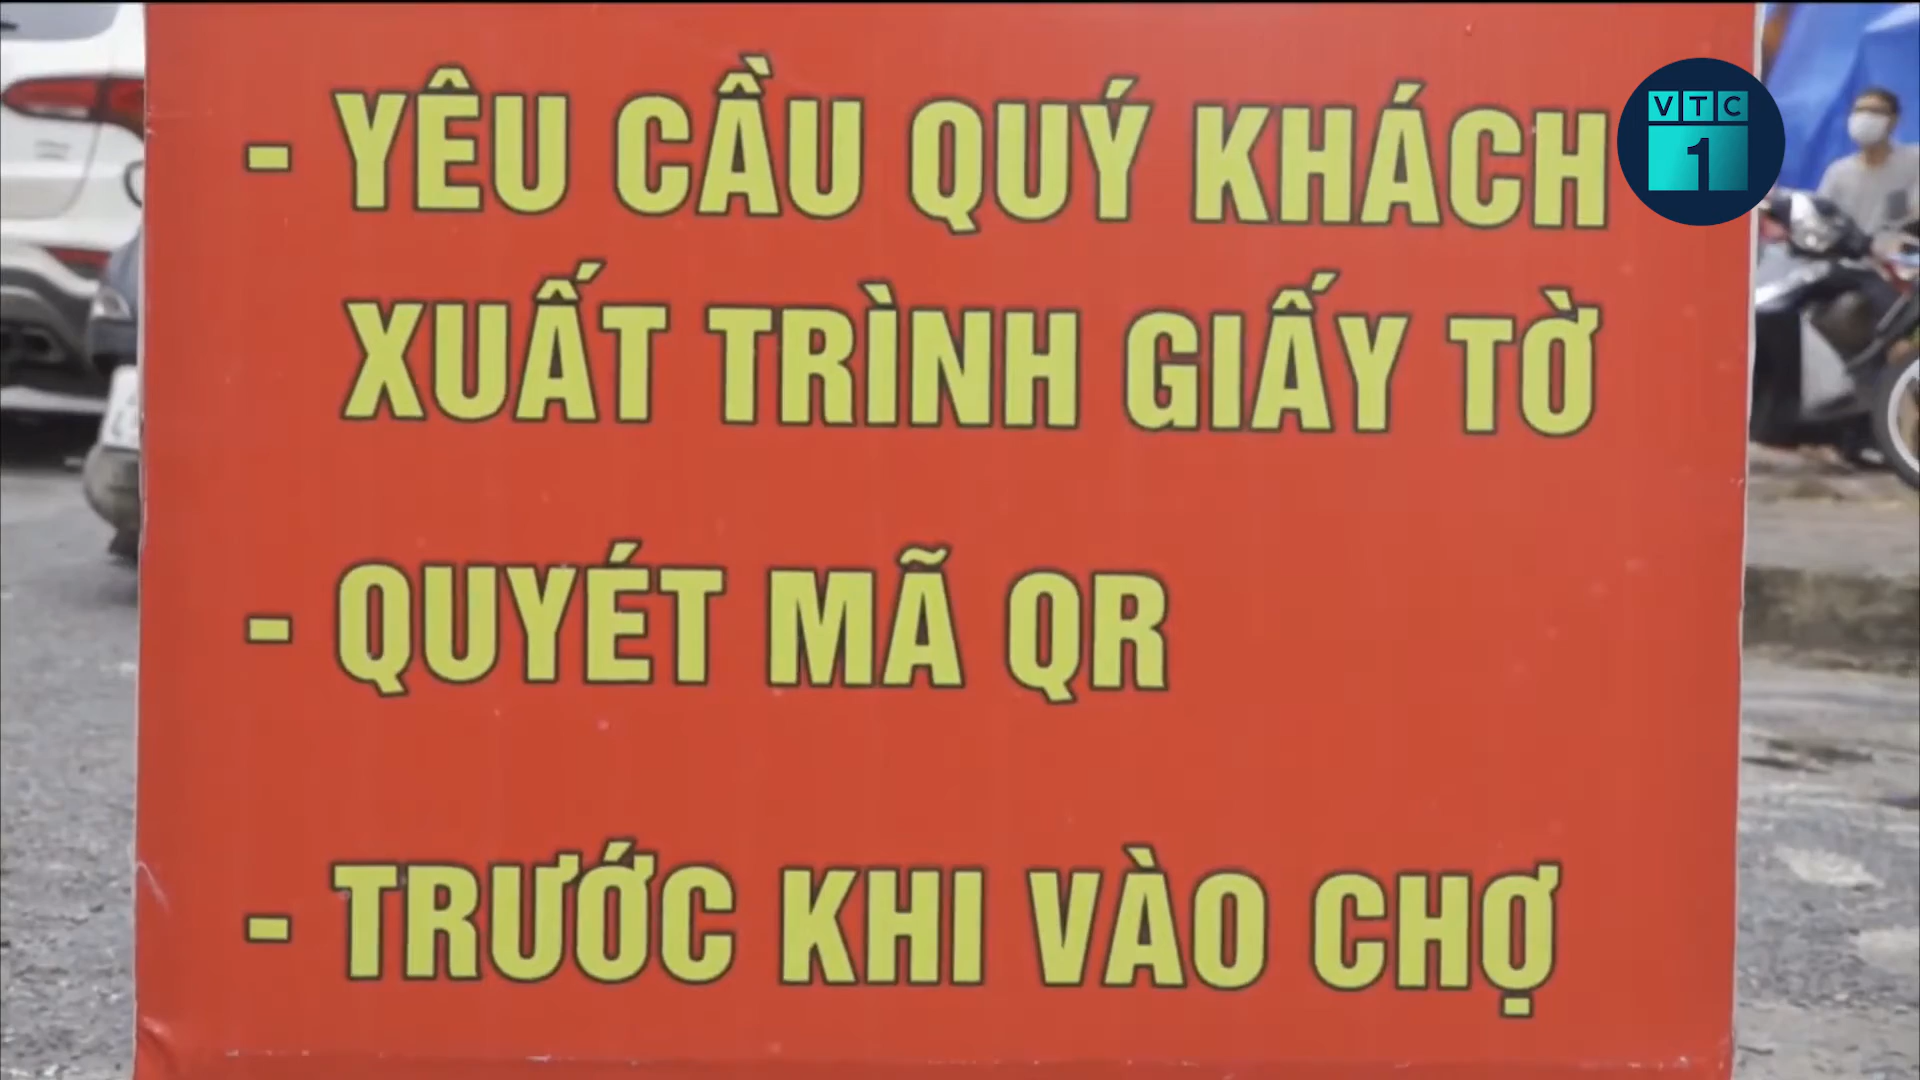 - YÊU CẦU QUÝ KHÁCH
XUẤT TRÌNH GIẤY TỜ
- QUYÉT MÃ QR
- TRƯỚC KHI VÀO CHỢ
VTC
1